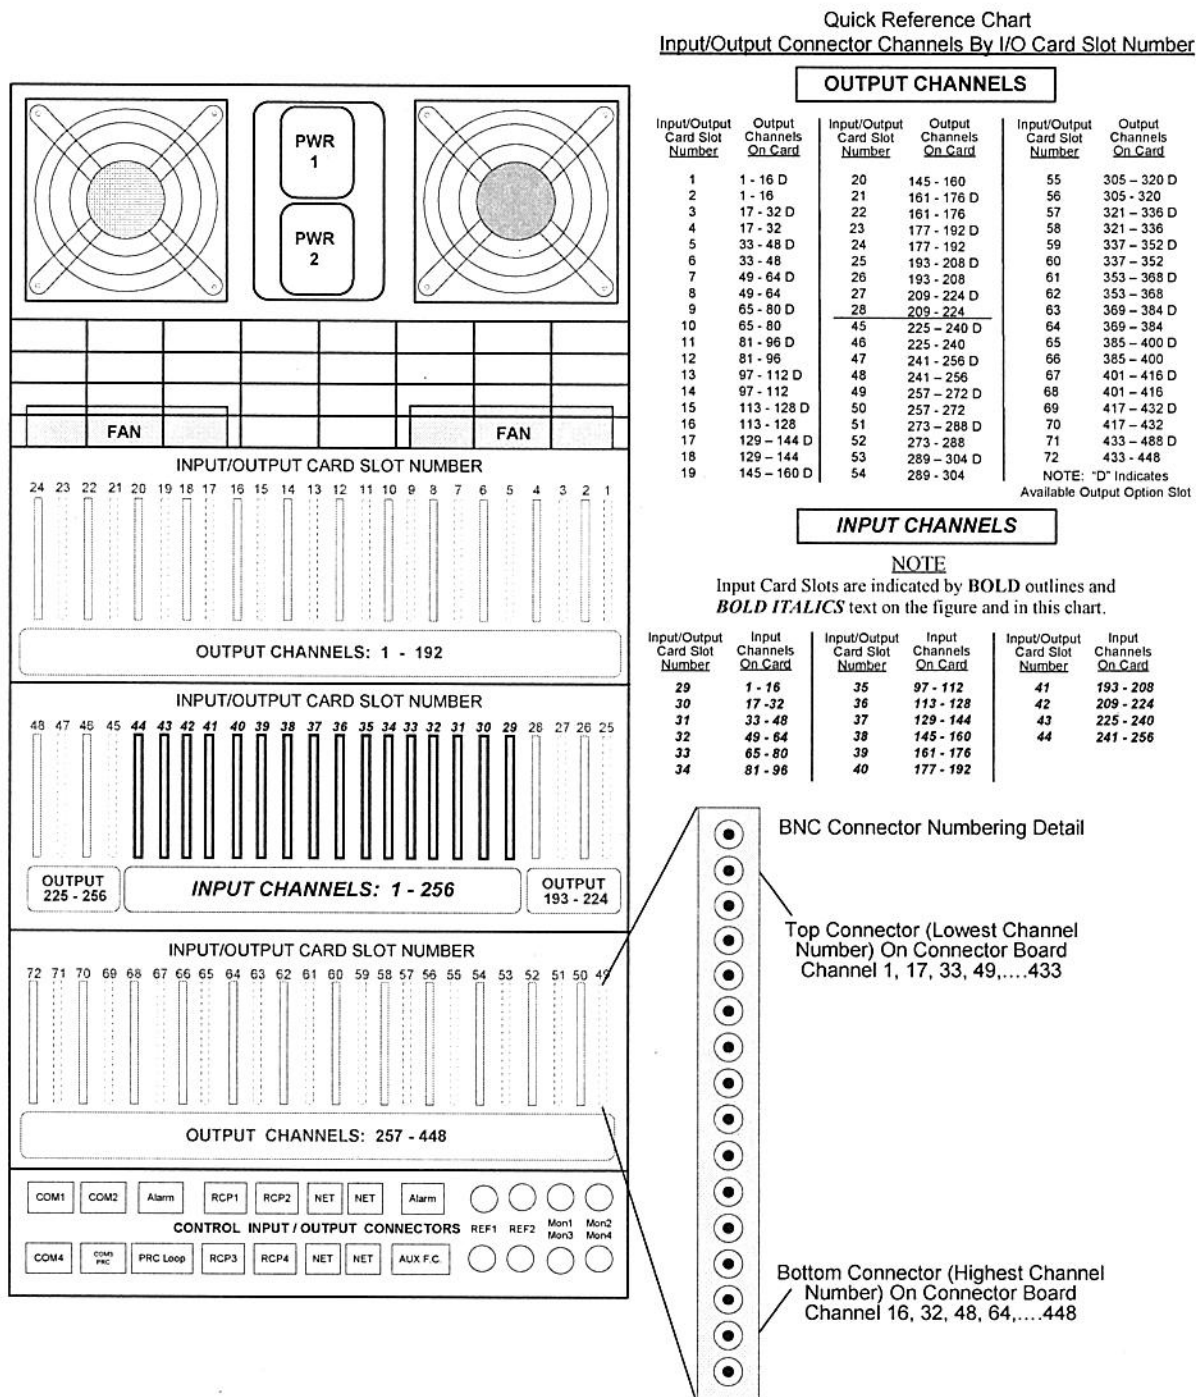 Quick Reference Chart
Input/Output Connector Channels By I/O Card Slot Number
OUTPUT CHANNELS
Input/Output Card Slot Number Output Channels On Card
1 1 - 16 D
2 1 - 16
3 17 - 32 D
4 17 - 32
5 33 - 48 D
6 33 - 48
7 49 - 64 D
8 49 - 64
9 65 - 80 D
10 65 - 80
11 81 - 96 D
12 81 - 96
13 97 - 112 D
14 97 - 112
15 113 - 128 D
16 113 - 128
17 129 – 144 D
18 129 – 144
19 145 – 160 D
Input/Output Card Slot Number Output Channels On Card
20 145 - 160
21 161 - 176 D
22 161 - 176
23 177 - 192 D
24 177 - 192
25 193 - 208 D
26 193 - 208
27 209 - 224 D
28 209 - 224
45 225 – 240 D
46 225 - 240
47 241 - 256 D
48 241 – 256
49 257 – 272 D
50 257 - 272
51 273 – 288 D
52 273 - 288
53 289 – 304 D
54 289 - 304
Input/Output Card Slot Number Output Channels On Card
55 305 – 320 D
56 305 - 320
57 321 – 336 D
58 321 – 336
59 337 – 352 D
60 337 – 352
61 353 – 368 D
62 353 – 368
63 369 – 384 D
64 369 – 384
65 385 – 400 D
66 385 – 400
67 401 – 416 D
68 401 – 416
69 417 – 432 D
70 417 – 432
71 433 – 488 D
72 433 - 448
NOTE: "D" Indicates
Available Output Option Slot
INPUT CHANNELS
NOTE
Input Card Slots are indicated by BOLD outlines and
BOLD ITALICS text on the figure and in this chart.
Input/Output Card Slot Number Input Channels On Card
29 1 - 16
30 17 -32
31 33 - 48
32 49 - 64
33 65 - 80
34 81 - 96
Input/Output Card Slot Number Input Channels On Card
35 97 - 112
36 113 - 128
37 129 - 144
38 145 - 160
39 161 - 176
40 177 - 192
Input/Output Card Slot Number Input Channels On Card
41 193 - 208
42 209 - 224
43 225 - 240
44 241 - 256
PWR
1
PWR
2
FAN FAN
INPUT/OUTPUT CARD SLOT NUMBER
24 23 22 21 20 19 18 17 16 15 14 13 12 11 10 9 8 7 6 5 4 3 2 1
OUTPUT CHANNELS: 1 - 192
INPUT/OUTPUT CARD SLOT NUMBER
48 47 46 45 44 43 42 41 40 39 38 37 36 35 34 33 32 31 30 29 28 27 26 25
OUTPUT
225 - 256
INPUT CHANNELS: 1 - 256
OUTPUT
193 - 224
INPUT/OUTPUT CARD SLOT NUMBER
72 71 70 69 68 67 66 65 64 63 62 61 60 59 58 57 56 55 54 53 52 51 50 49
OUTPUT CHANNELS: 257 - 448
COM1 COM2 Alarm RCP1 RCP2 NET NET Alarm
CONTROL INPUT / OUTPUT CONNECTORS REF1 REF2 Mon1 Mon2
Mon3 Mon4
COM4 COM3 PRC PRC Loop RCP3 RCP4 NET NET AUX F.C.
BNC Connector Numbering Detail
Top Connector (Lowest Channel
Number) On Connector Board
Channel 1, 17, 33, 49,....433
Bottom Connector (Highest Channel
Number) On Connector Board
Channel 16, 32, 48, 64,....448